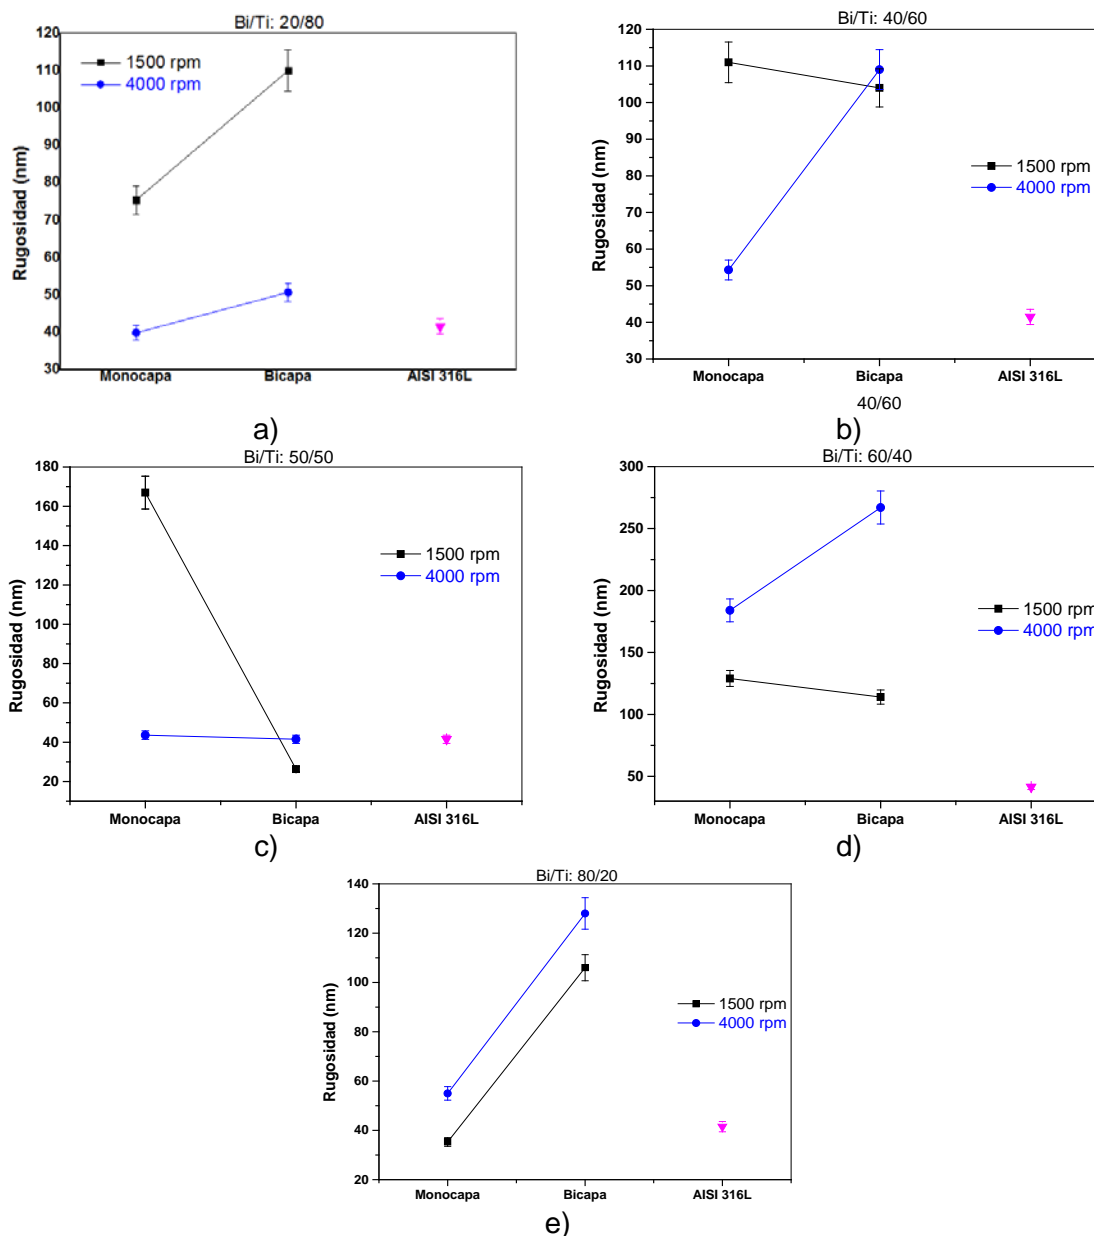 Bi/Ti: 20/80
120
110
100
90
80
70
60
50
40
30
Rugosidad (nm)
1500 rpm
4000 rpm
Monocapa Bicapa AISI 316L
a)
Bi/Ti: 40/60
120
110
100
90
80
70
60
50
40
30
Rugosidad (nm)
1500 rpm
4000 rpm
Monocapa Bicapa AISI 316L
40/60
b)
Bi/Ti: 50/50
180
160
140
120
100
80
60
40
20
Rugosidad (nm)
1500 rpm
4000 rpm
Monocapa Bicapa AISI 316L
c)
Bi/Ti: 60/40
300
250
200
150
100
50
Rugosidad (nm)
1500 rpm
4000 rpm
Monocapa Bicapa AISI 316L
d)
Bi/Ti: 80/20
140
120
100
80
60
40
20
Rugosidad (nm)
1500 rpm
4000 rpm
Monocapa Bicapa AISI 316L
e)